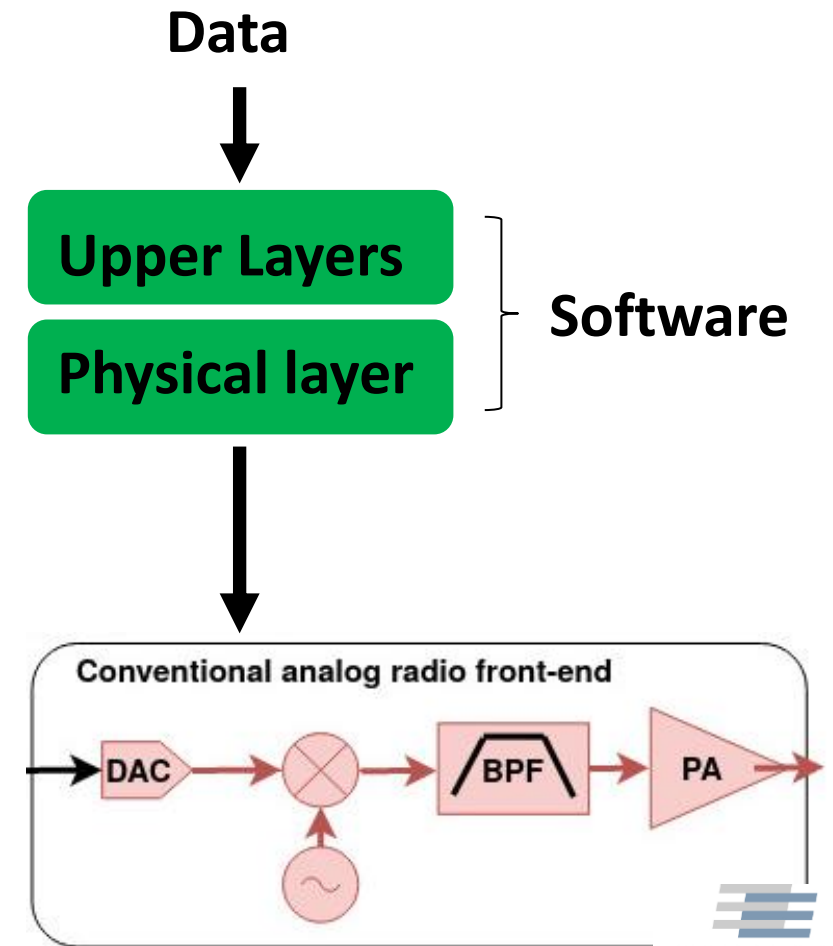 Data
Upper Layers
Physical layer
Software
Conventional analog radio front-end
DAC
BPF
PA